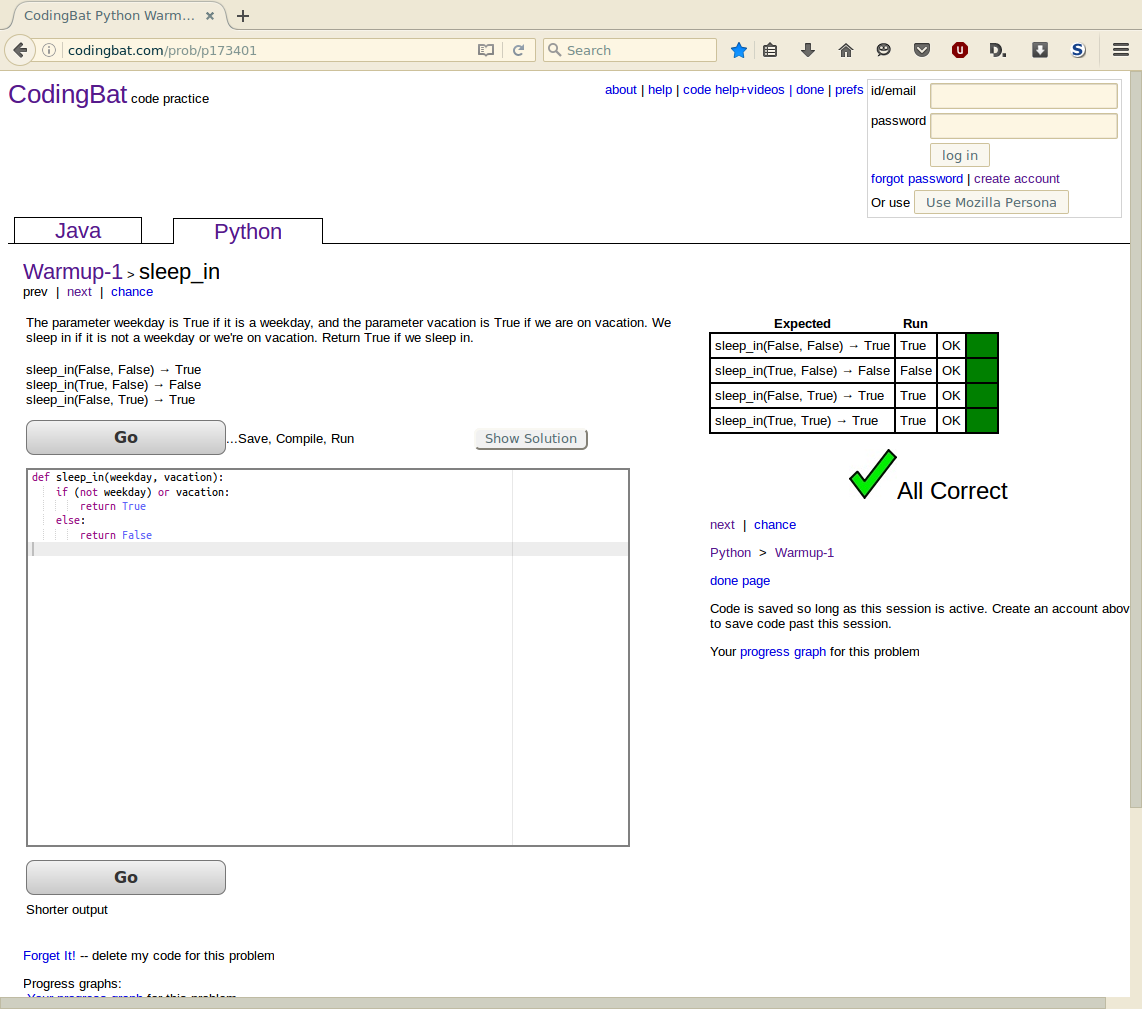 CodingBat Python Warm...
codingbat.com/prob/p173401
Search
CodingBat code practice
about | help | code help+videos | done | prefs
id/email
password
log in
forgot password | create account
Or use Use Mozilla Persona
Java
Python
Warmup-1 > sleep_in
prev | next | chance
The parameter weekday is True if it is a weekday, and the parameter vacation is True if we are on vacation. We
sleep in if it is not a weekday or we're on vacation. Return True if we sleep in.
sleep_in(False, False) → True
sleep_in(True, False) → False
sleep_in(False, True) → True
Go
...Save, Compile, Run
Show Solution
def sleep_in(weekday, vacation):
    if (not weekday) or vacation:
        return True
    else:
        return False
Go
Shorter output
Forget It! -- delete my code for this problem
Progress graphs:
Your progress graph for this problem
Expected Run
sleep_in(False, False) → True True OK
sleep_in(True, False) → False False OK
sleep_in(False, True) → True True OK
sleep_in(True, True) → True True OK
All Correct
next | chance
Python > Warmup-1
done page
Code is saved so long as this session is active. Create an account abov
to save code past this session.
Your progress graph for this problem